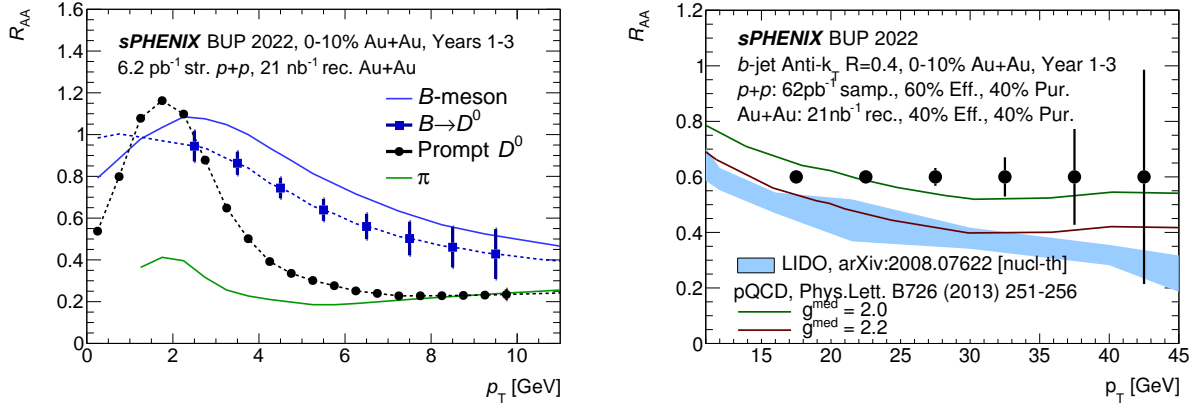 R_AA
1.6
1.4
1.2
1
0.8
0.6
0.4
0.2
0
sPHENIX BUP 2022, 0-10% Au+Au, Years 1-3
6.2 pb⁻¹ str. p+p, 21 nb⁻¹ rec. Au+Au
B-meson
B→D⁰
Prompt D⁰
π
0 2 4 6 8 10
p_T [GeV]
R_AA
1.2
1
0.8
0.6
0.4
0.2
0
sPHENIX BUP 2022
b-jet Anti-k_T R=0.4, 0-10% Au+Au, Year 1-3
p+p: 62pb⁻¹ samp., 60% Eff., 40% Pur.
Au+Au: 21nb⁻¹ rec., 40% Eff., 40% Pur.
LIDO, arXiv:2008.07622 [nucl-th]
pQCD, Phys.Lett. B726 (2013) 251-256
g^med = 2.0
g^med = 2.2
15 20 25 30 35 40 45
p_T [GeV]